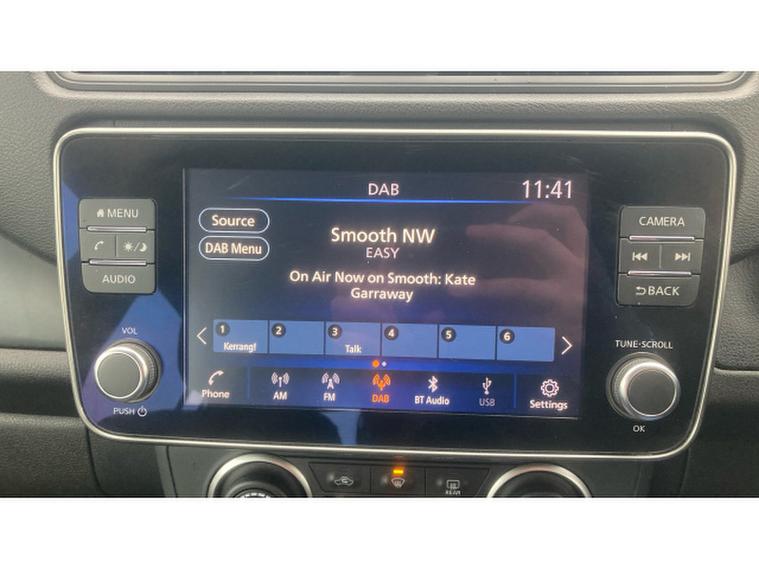 DAB 11:41
MENU
AUDIO
VOL
PUSH
Source
DAB Menu
Smooth NW
EASY
On Air Now on Smooth: Kate
Garraway
1 2 3 4 5 6
Kerrang! Talk
Phone AM FM DAB BT Audio USB Settings
CAMERA
BACK
TUNE·SCROLL
OK
REAR